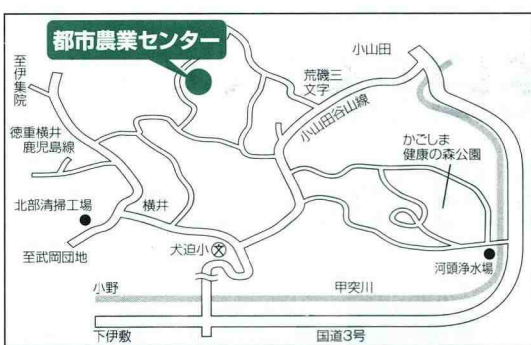 都市農業センター
小山田
至伊集院
荒磯三
文字
小山田谷山線
徳重横井
鹿児島線
かごしま
健康の森公園
北部清掃工場
横井
犬迫小
文
至武岡団地
河頭浄水場
小野
甲突川
下伊敷
国道3号